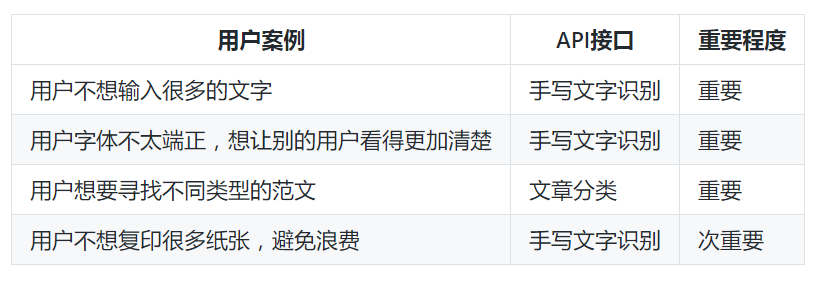 用户案例 API接口 重要程度
用户不想输入很多的文字 手写文字识别 重要
用户字体不太端正，想让别的用户看得更加清楚 手写文字识别 重要
用户想要寻找不同类型的范文 文章分类 重要
用户不想复印很多纸张，避免浪费 手写文字识别 次重要